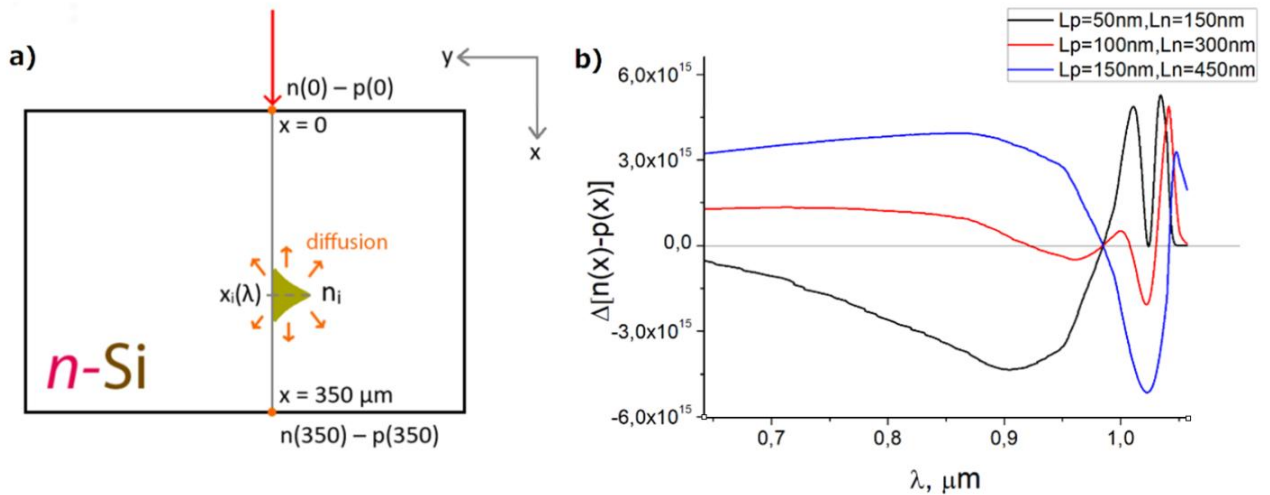 a)
y
x
n(0) – p(0)
x = 0
diffusion
xᵢ(λ)
nᵢ
n-Si
x = 350 μm
n(350) – p(350)
b)
Lp=50nm,Ln=150nm
Lp=100nm,Ln=300nm
Lp=150nm,Ln=450nm
6,0x10¹⁵
3,0x10¹⁵
0,0
-3,0x10¹⁵
-6,0x10¹⁵
Δ[n(x)-p(x)]
0,7 0,8 0,9 1,0
λ, μm